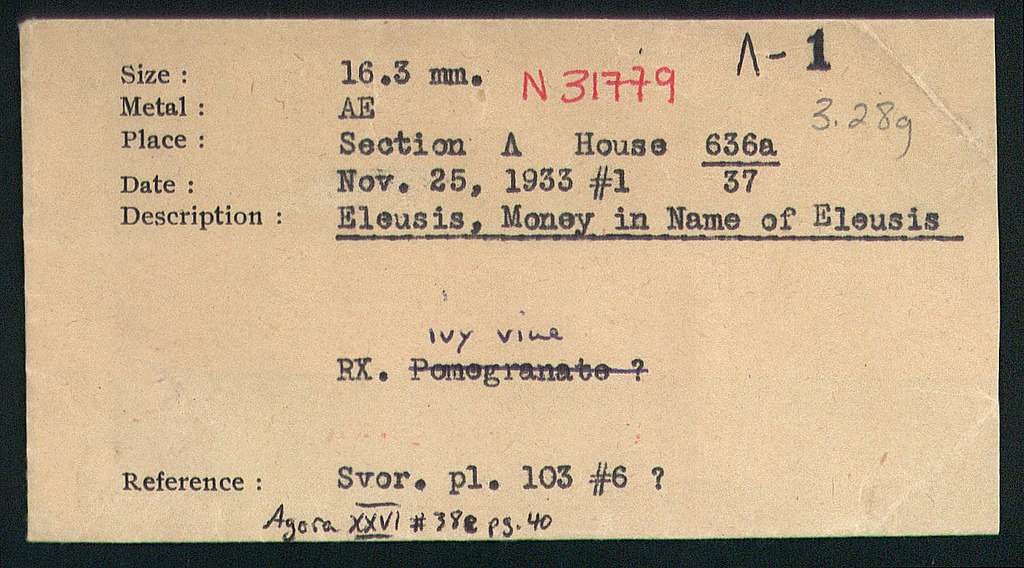 Λ-1
Size : 16.3 mm. N 31779
Metal : AE 3.28g
Place : Section Λ House 636a
37
Date : Nov. 25, 1933 #1
Description : Eleusis, Money in Name of Eleusis
ivy vine
RX. Pomegranate ?
Reference : Svor. pl. 103 #6 ?
Agora XXVI #38e pg. 40